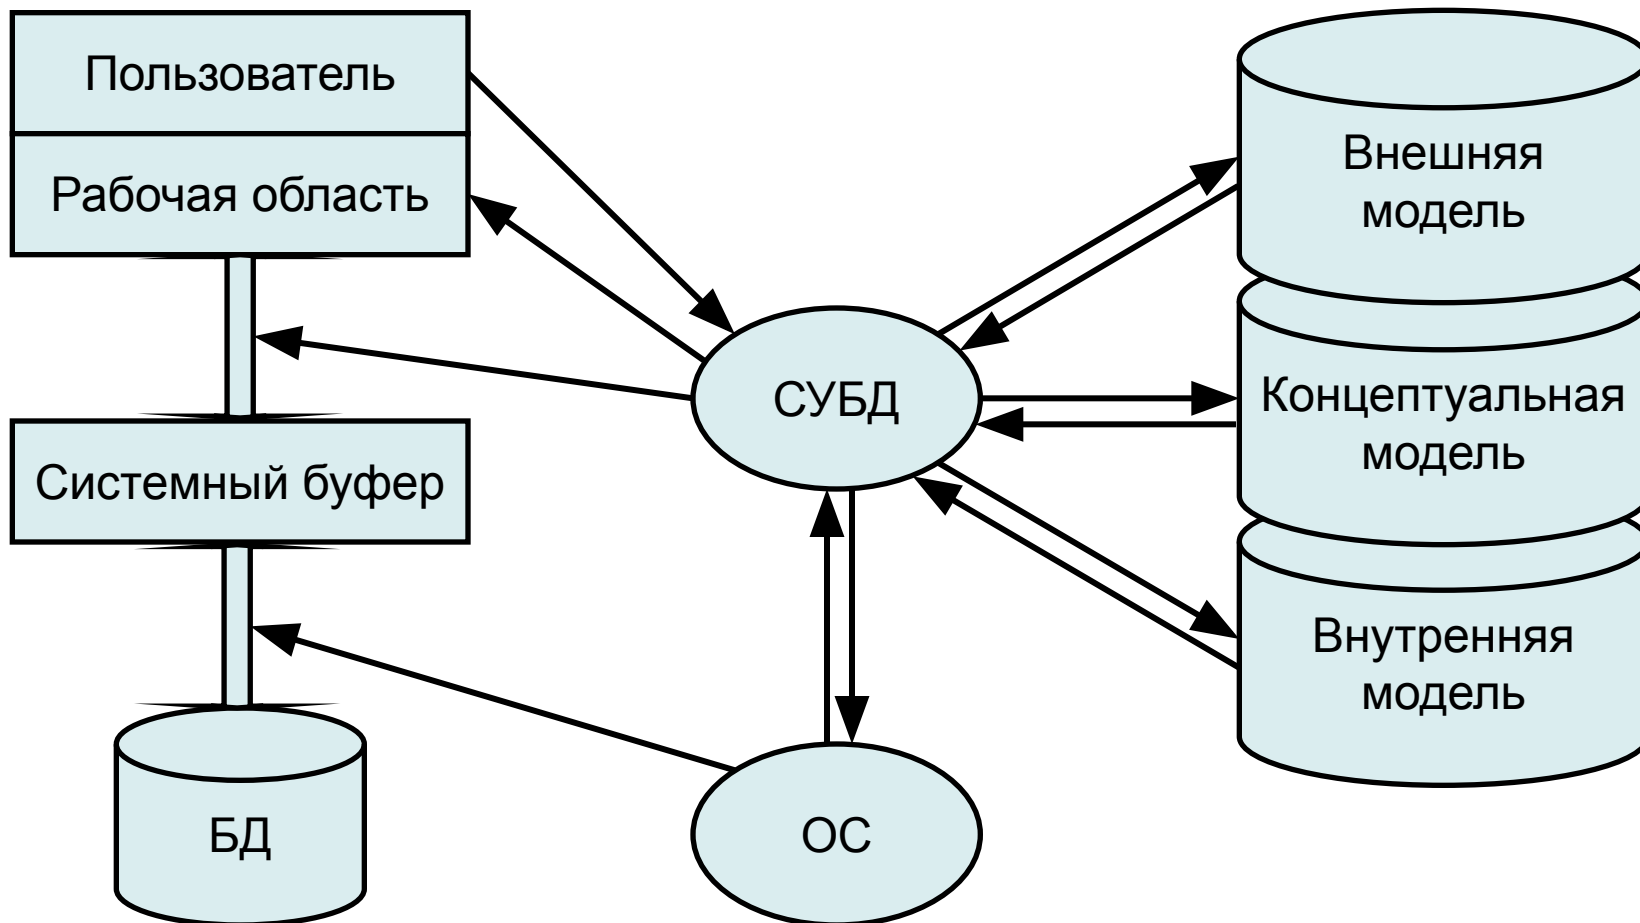 Пользователь
Рабочая область
Системный буфер
БД
СУБД
ОС
Внешняя
модель
Концептуальная
модель
Внутренняя
модель